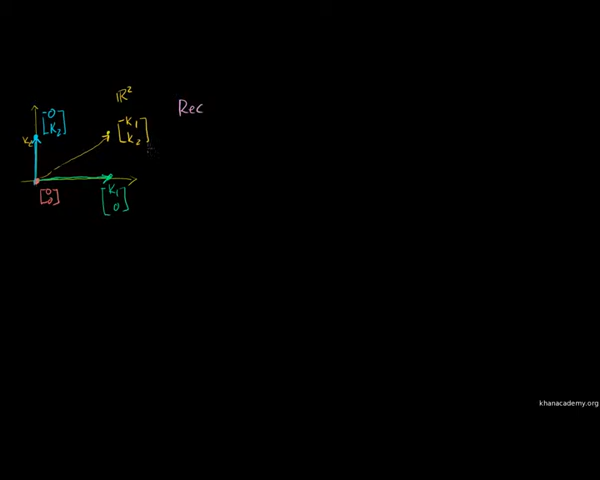 ℝ²
[0
K₂]
K₂
[K₁
K₂]
Rec
[0
0]
[K₁
0]
khanacademy.org